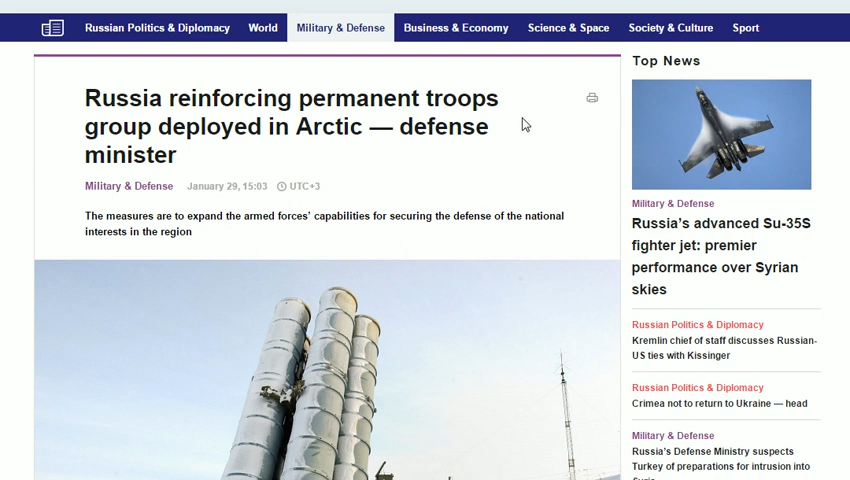 Russian Politics & Diplomacy World Military & Defense Business & Economy Science & Space Society & Culture Sport
Russia reinforcing permanent troops
group deployed in Arctic — defense
minister
Military & Defense January 29, 15:03 UTC+3
The measures are to expand the armed forces’ capabilities for securing the defense of the national
interests in the region
Top News
Military & Defense
Russia’s advanced Su-35S
fighter jet: premier
performance over Syrian
skies
Russian Politics & Diplomacy
Kremlin chief of staff discusses Russian-
US ties with Kissinger
Russian Politics & Diplomacy
Crimea not to return to Ukraine — head
Military & Defense
Russia’s Defense Ministry suspects
Turkey of preparations for intrusion into